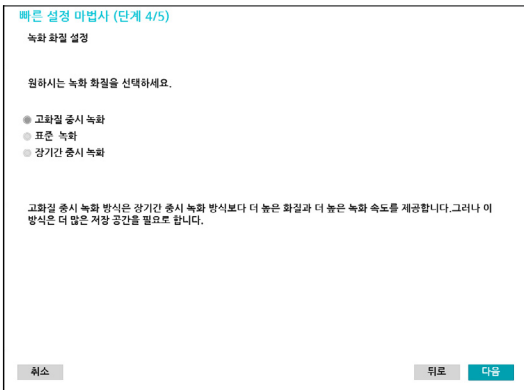 빠른 설정 마법사 (단계 4/5)
녹화 화질 설정
원하시는 녹화 화질을 선택하세요.
고화질 중시 녹화
표준 녹화
장기간 중시 녹화
고화질 중시 녹화 방식은 장기간 중시 녹화 방식보다 더 높은 화질과 더 높은 녹화 속도를 제공합니다.그러나 이
방식은 더 많은 저장 공간을 필요로 합니다.
취소 뒤로 다음